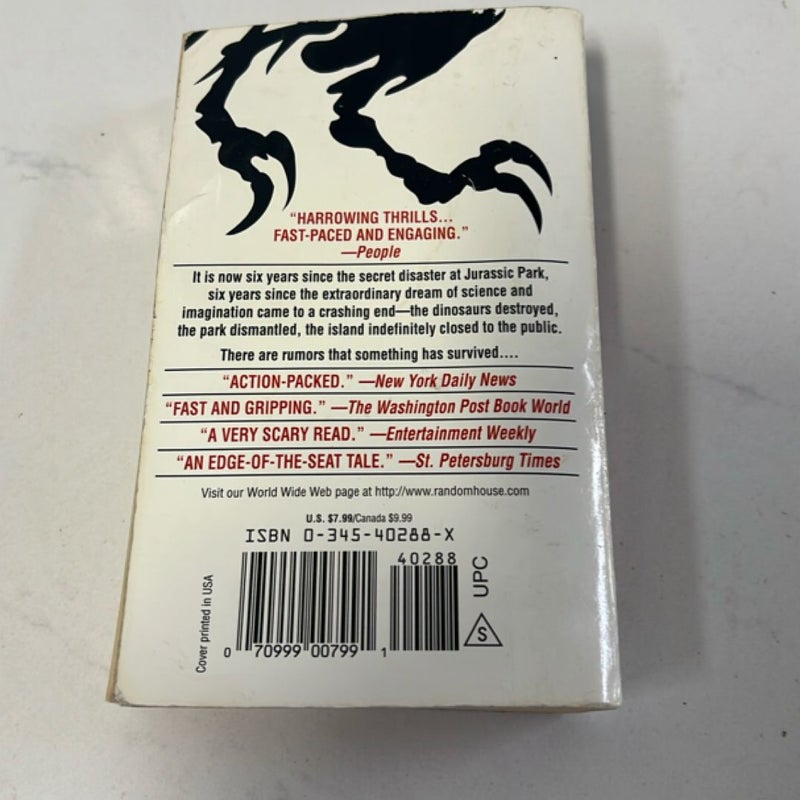 “HARROWING THRILLS...
FAST-PACED AND ENGAGING.”
—People
It is now six years since the secret disaster at Jurassic Park,
six years since the extraordinary dream of science and
imagination came to a crashing end—the dinosaurs destroyed,
the park dismantled, the island indefinitely closed to the public.
There are rumors that something has survived....
“ACTION-PACKED.” —New York Daily News
“FAST AND GRIPPING.” —The Washington Post Book World
“A VERY SCARY READ.” —Entertainment Weekly
“AN EDGE-OF-THE-SEAT TALE.” —St. Petersburg Times
Visit our World Wide Web page at http://www.randomhouse.com
U.S. $7.99/Canada $9.99
ISBN 0-345-40288-X
40288
UPC
S
Cover printed in USA
0 70999 00799 1